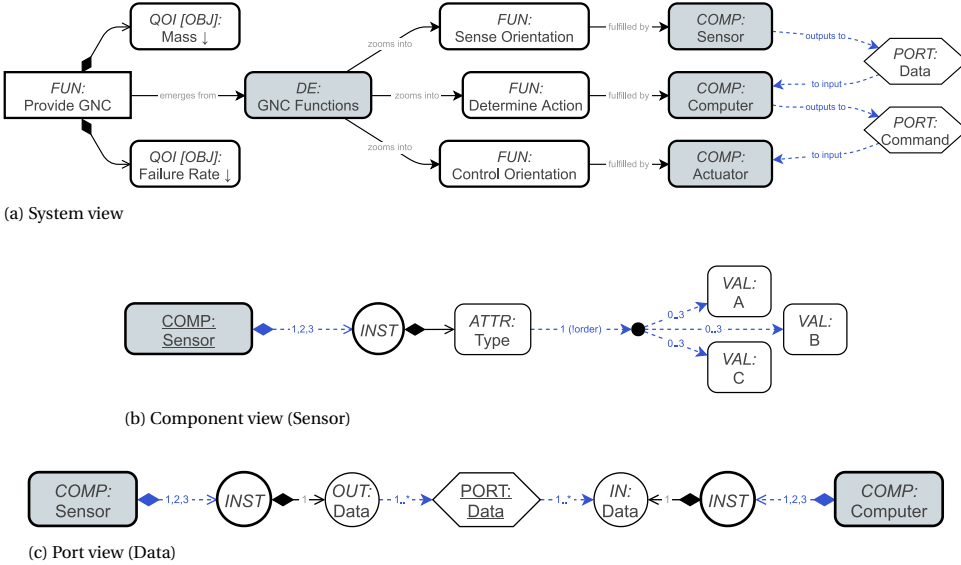 QOI [OBJ]:
Mass ↓
FUN:
Sense Orientation
COMP:
Sensor
PORT:
Data
FUN:
Provide GNC
DE:
GNC Functions
FUN:
Determine Action
COMP:
Computer
PORT:
Command
QOI [OBJ]:
Failure Rate ↓
FUN:
Control Orientation
COMP:
Actuator
emerges from
zooms into
zooms into
zooms into
fulfilled by
fulfilled by
fulfilled by
outputs to
to input
outputs to
to input
(a) System view
COMP:
Sensor
1,2,3
INST
ATTR:
Type
1 (!order)
0..3
0..3
0..3
VAL:
A
VAL:
B
VAL:
C
(b) Component view (Sensor)
COMP:
Sensor
1,2,3
INST
1
OUT:
Data
1..*
PORT:
Data
1..*
IN:
Data
1
INST
1,2,3
COMP:
Computer
(c) Port view (Data)